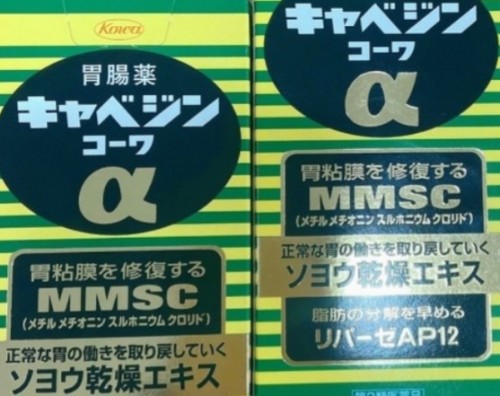 Kowa
胃腸薬
キャベジン
コーワ
α
胃粘膜を修復する
MMSC
(メチルメチオニンスルホニウムクロリド)
正常な胃の働きを取り戻していく
ソヨウ乾燥エキス
キャベジン
コーワ
α
胃粘膜を修復する
MMSC
(メチルメチオニンスルホニウムクロリド)
正常な胃の働きを取り戻していく
ソヨウ乾燥エキス
脂肪の分解を早める
リパーゼAP12
第2類医薬品